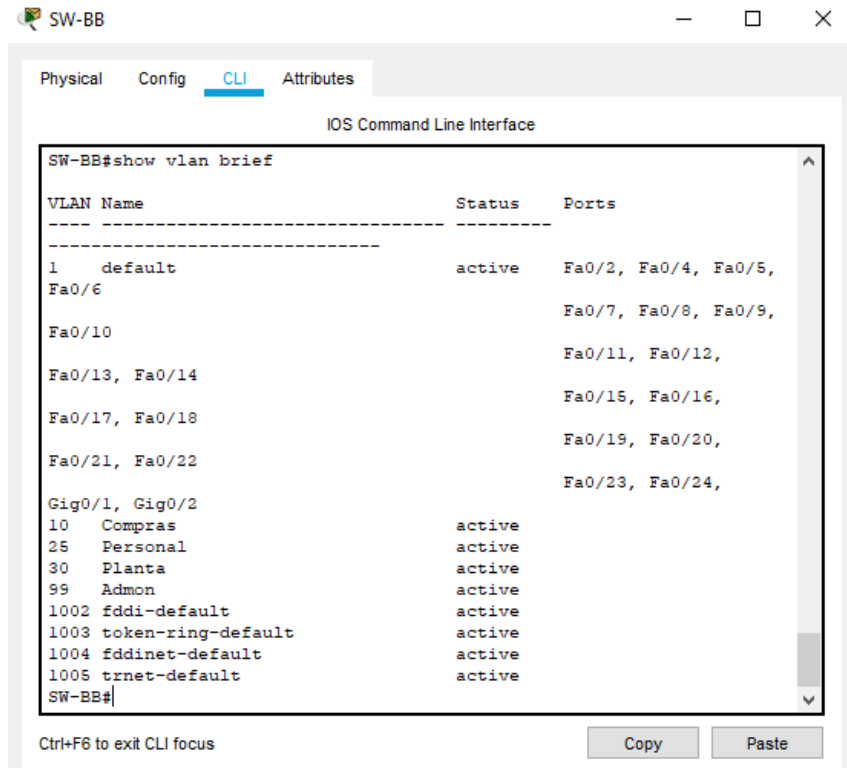 SW-BB
Physical Config CLI Attributes
IOS Command Line Interface
SW-BB#show vlan brief
VLAN Name Status Ports
---- -------------------------------- ---------
-------------------------------
1 default active Fa0/2, Fa0/4, Fa0/5,
Fa0/6
Fa0/7, Fa0/8, Fa0/9,
Fa0/10
Fa0/11, Fa0/12,
Fa0/13, Fa0/14
Fa0/15, Fa0/16,
Fa0/17, Fa0/18
Fa0/19, Fa0/20,
Fa0/21, Fa0/22
Fa0/23, Fa0/24,
Gig0/1, Gig0/2
10 Compras active
25 Personal active
30 Planta active
99 Admon active
1002 fddi-default active
1003 token-ring-default active
1004 fddinet-default active
1005 trnet-default active
SW-BB#
Ctrl+F6 to exit CLI focus Copy Paste